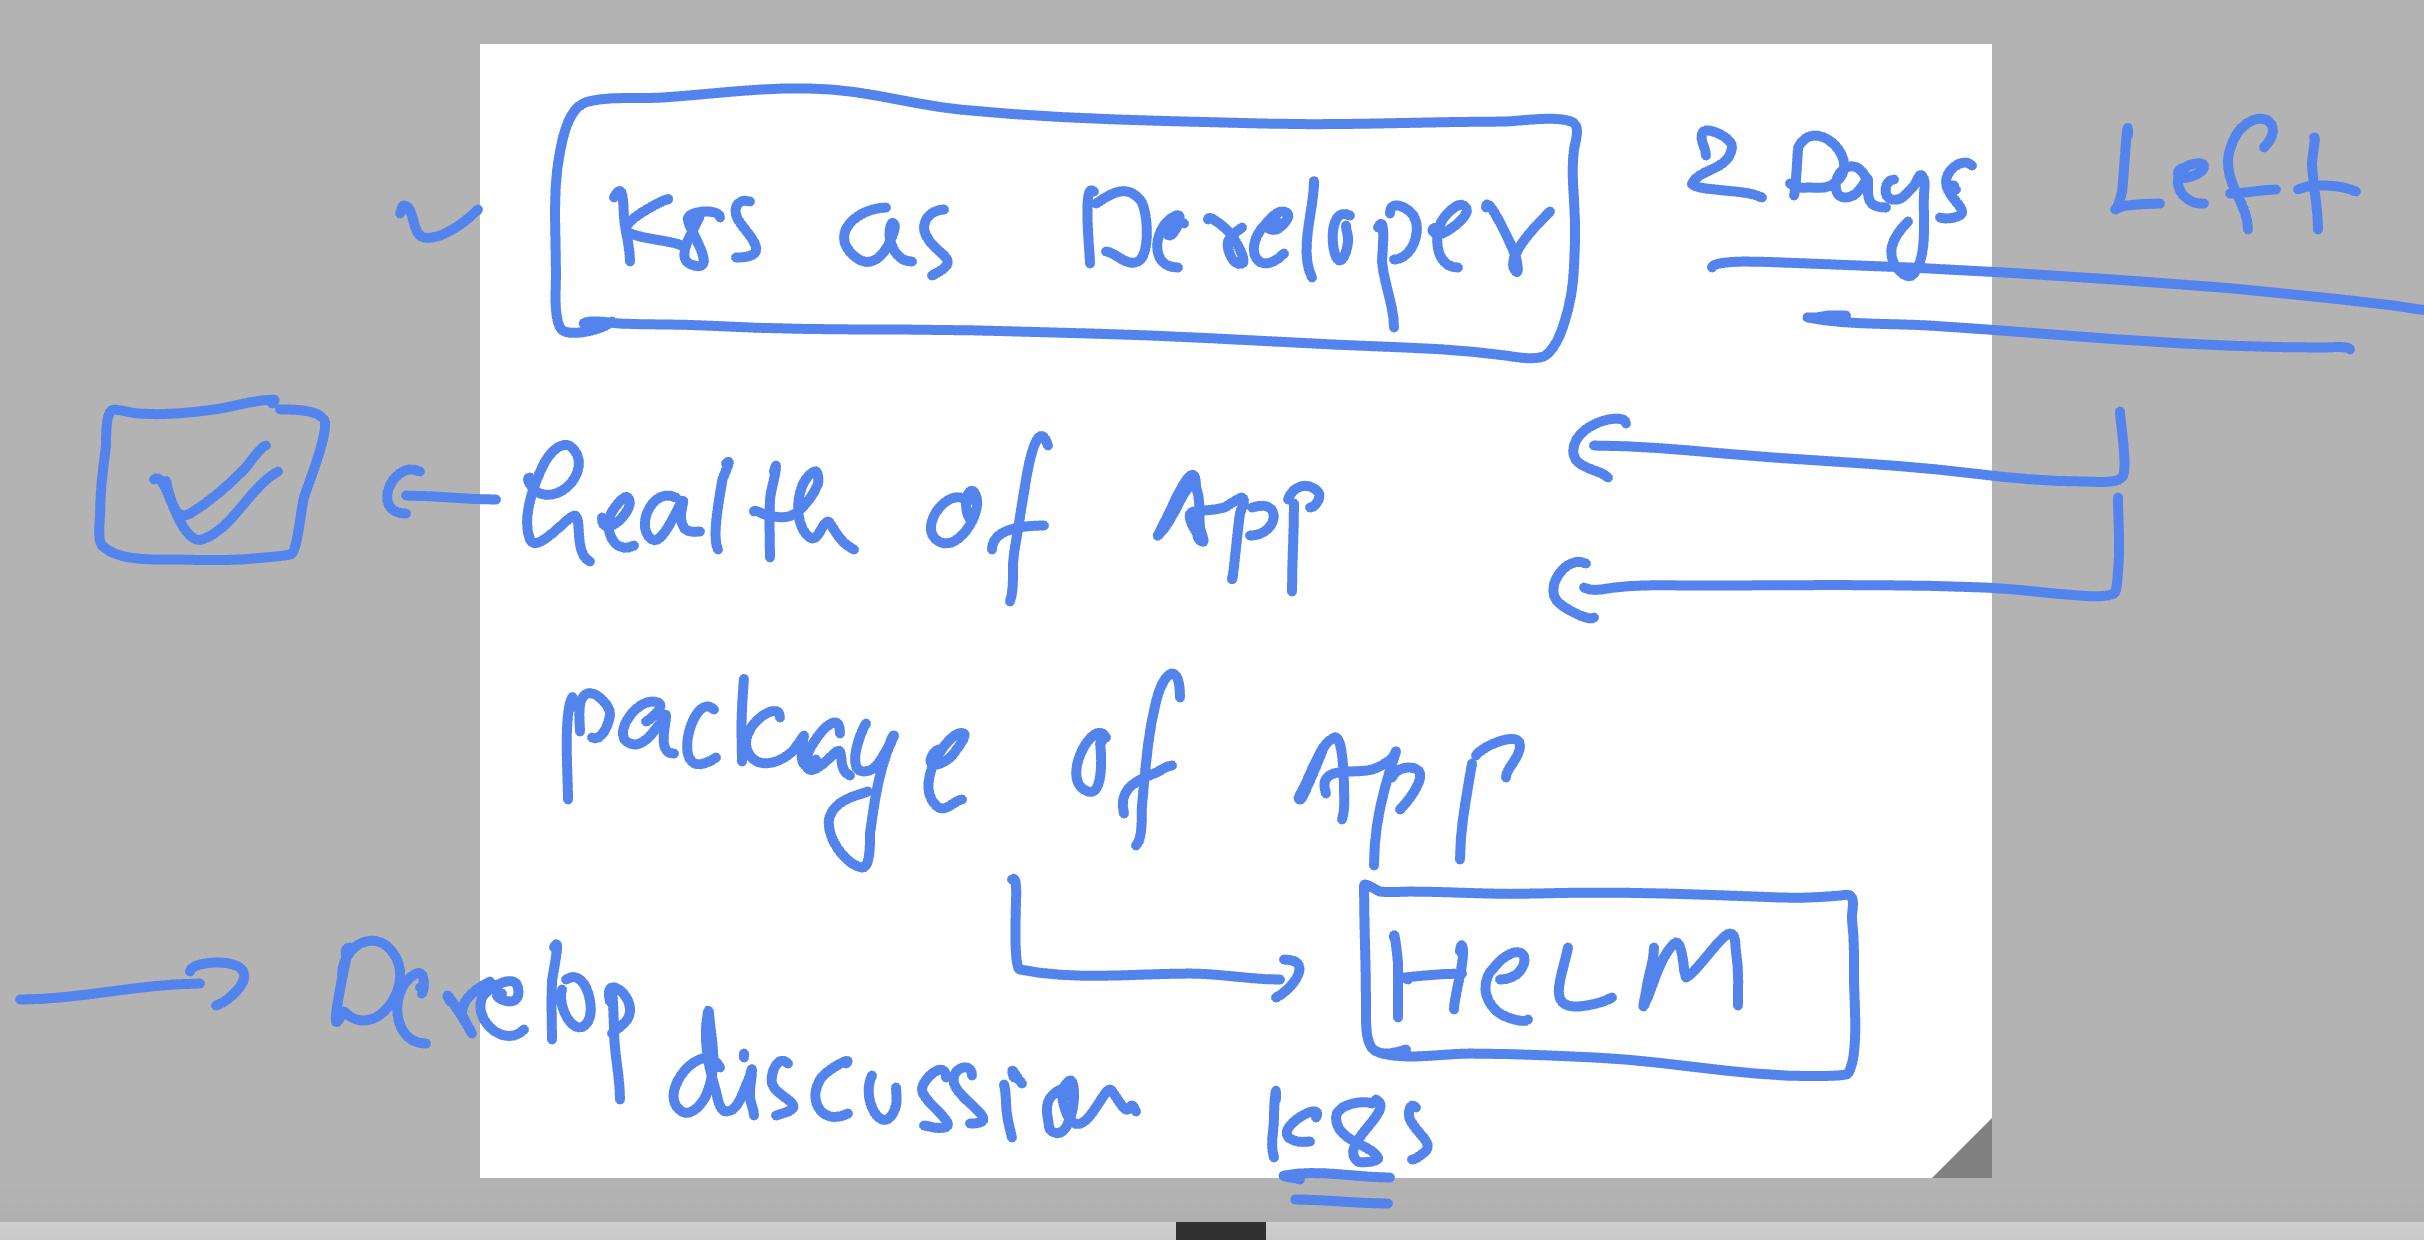 K8s as Developer 2 Days Left
health of App
package of App
HeLM
Develop
discussion k8s